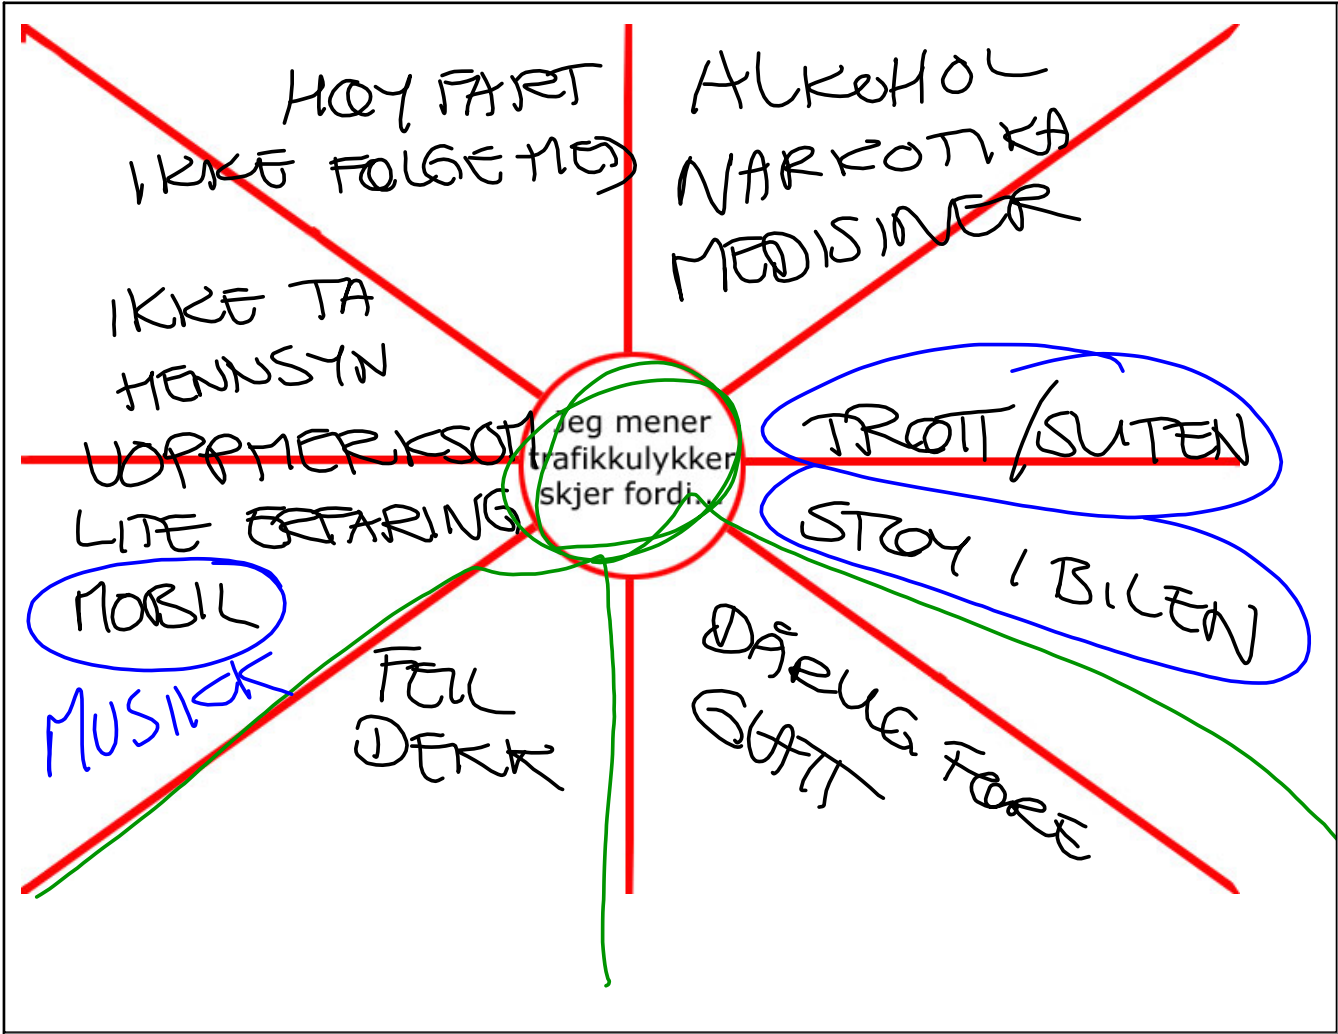 HØY FART
IKKE FØLGE MED
ALKOHOL
NARKOTIKA
MEDISINER
IKKE TA
HENNSYN
UOPPMERKSOM
LITE ERFARING
MOBIL
MUSIKK
Jeg mener
trafikkulykker
skjer fordi...
TRØTT/SLITEN
STØY I BILEN
FEIL
DEKK
DÅRLIG FØRE
GLATT